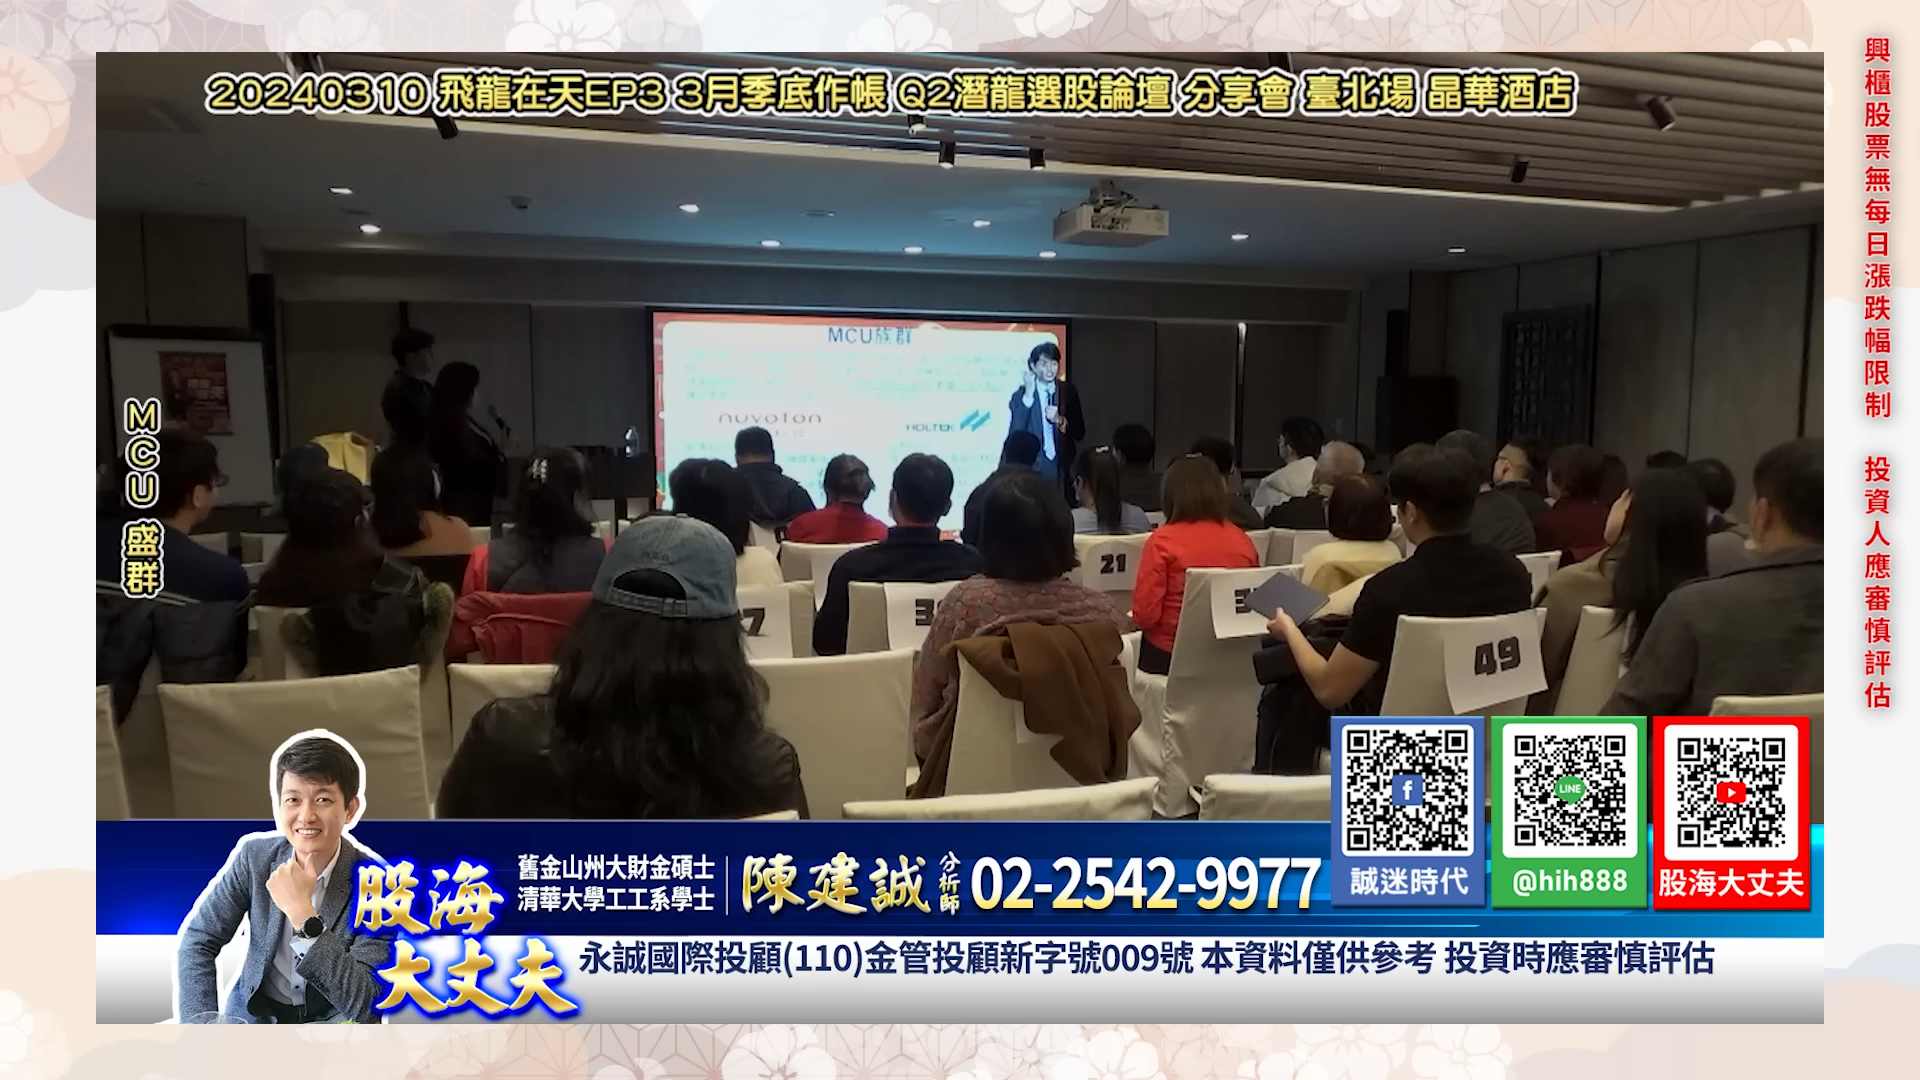 20240310 飛龍在天EP3 3月季底作帳 Q2潛龍選股論壇 分享會 臺北場 晶華酒店
興櫃股票無每日漲跌幅限制 投資人應審慎評估
MCU 盛群
MCU族群
nuvoton
HOLTEK
21
49
股海大丈夫
舊金山州大財金碩士
清華大學工工系學士
陳建誠 分析師 02-2542-9977
f
LINE
誠迷時代
@hih888
股海大丈夫
永誠國際投顧(110)金管投顧新字號009號 本資料僅供參考 投資時應審慎評估